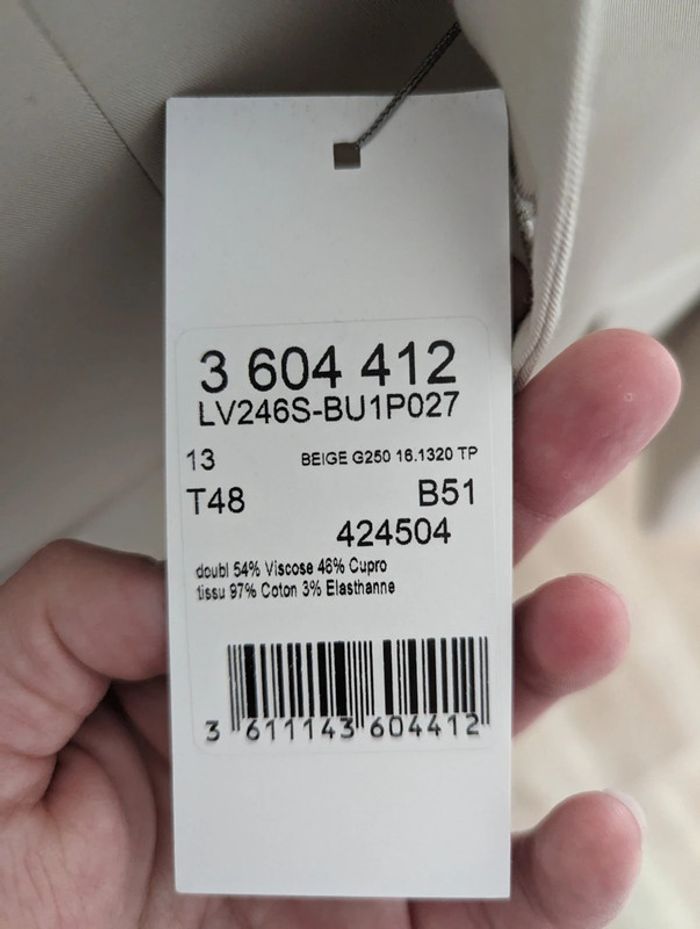 3 604 412
LV246S-BU1P027
13 BEIGE G250 16.1320 TP
T48 B51
424504
doubl 54% Viscose 46% Cupro
tissu 97% Coton 3% Elasthanne
3 611143 604412